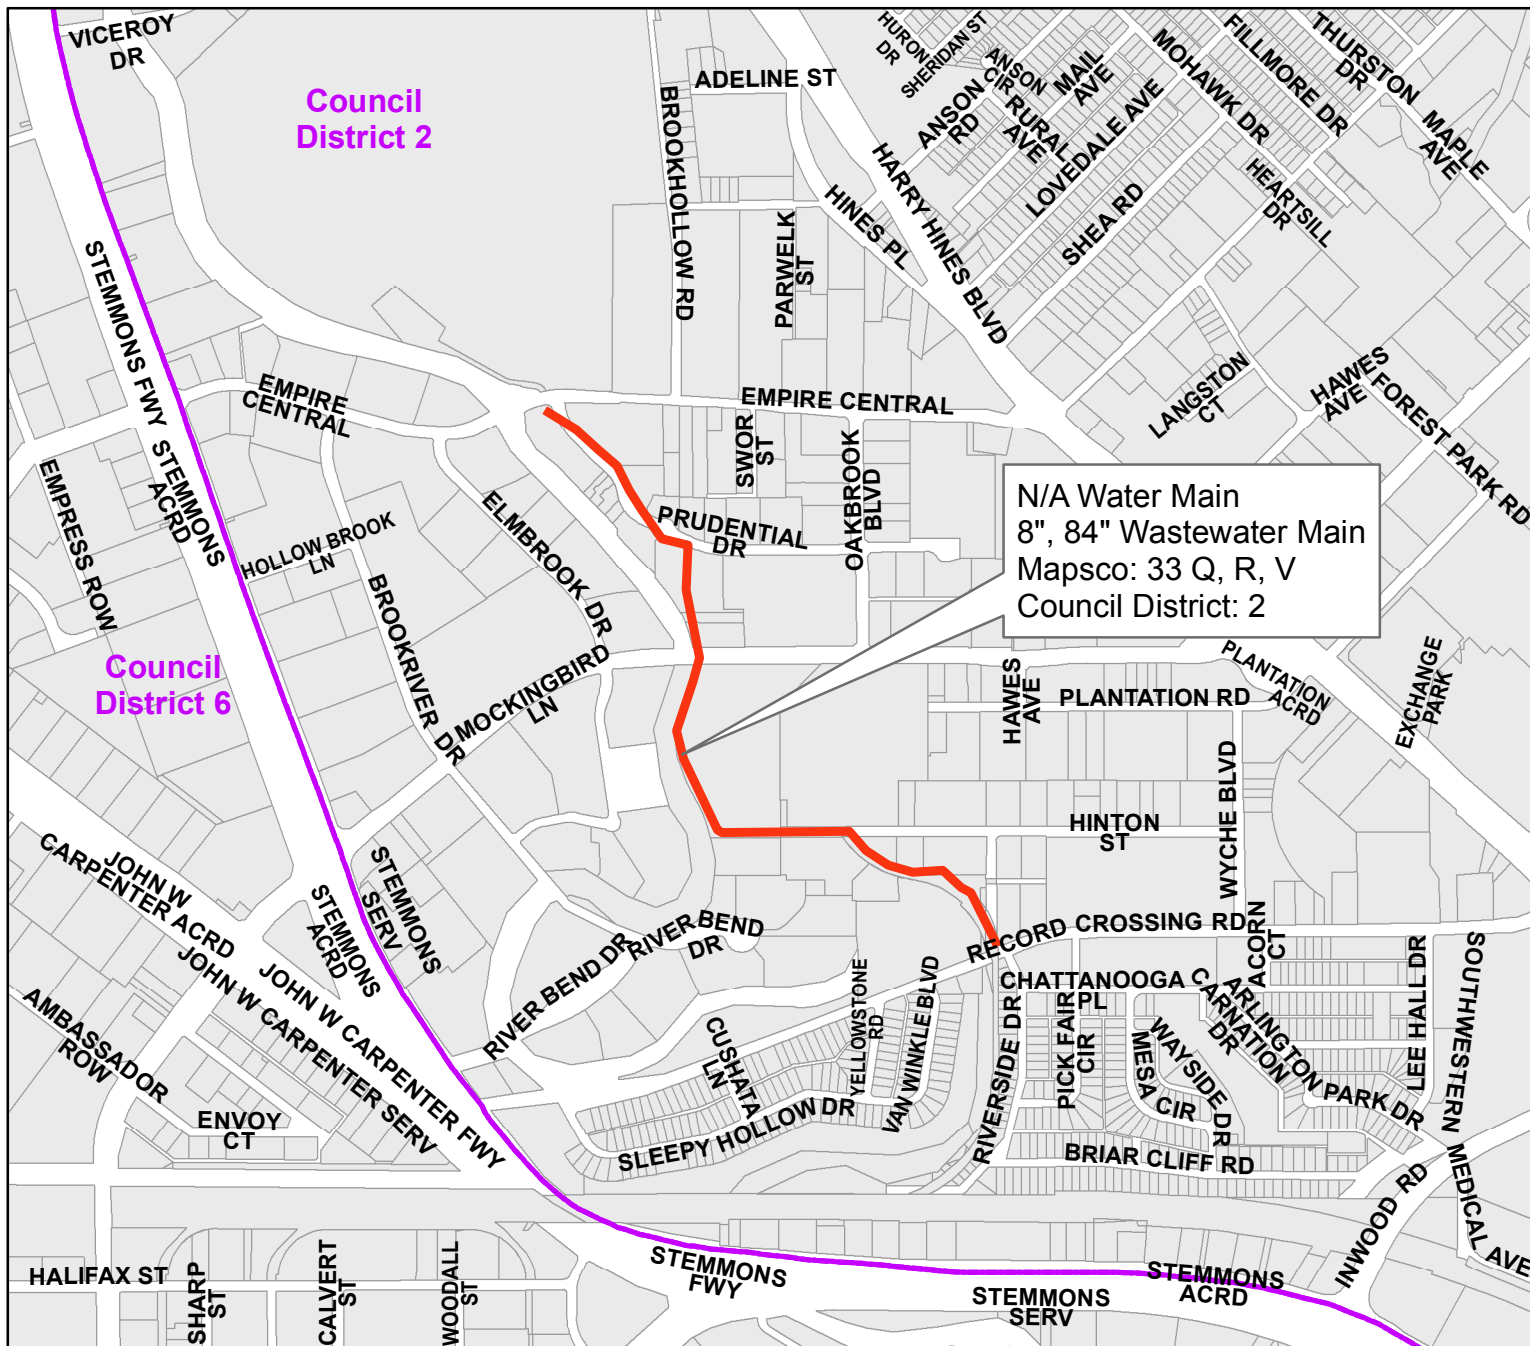 VICEROY
DR
Council
District 2
ADELINE ST
BROOKHOLLOW RD
HURON
DR
SHERIDAN ST
ANSON
CIR
MAIL
AVE
ANSON
RD
RURAL
AVE
LOVEDALE AVE
MOHAWK DR
FILLMORE DR
THURSTON
DR
MAPLE
AVE
HARRY HINES BLVD
HINES PL
PARWELK
ST
SHEA RD
HEARTSILL
DR
STEMMONS FWY
STEMMONS
ACRD
EMPIRE
CENTRAL
EMPIRE CENTRAL
LANGSTON
CT
HAWES
AVE
FOREST PARK RD
SWOR
ST
OAKBROOK
BLVD
EMPRESS ROW
HOLLOW BROOK
LN
ELMBROOK DR
PRUDENTIAL
DR
N/A Water Main
8", 84" Wastewater Main
Mapsco: 33 Q, R, V
Council District: 2
BROOKRIVER DR
Council
District 6
MOCKINGBIRD
LN
HAWES
AVE
PLANTATION RD
PLANTATION
ACRD
EXCHANGE
PARK
WYCHE BLVD
HINTON
ST
JOHN W
CARPENTER ACRD
STEMMONS
SERV
STEMMONS
ACRD
RIVER BEND
DR
RIVER BEND DR
RECORD CROSSING RD
ACORN
CT
JOHN W CARPENTER FWY
JOHN W CARPENTER SERV
AMBASSADOR
ROW
ENVOY
CT
CUSHATA
LN
YELLOWSTONE
RD
VAN WINKLE BLVD
SLEEPY HOLLOW DR
RIVERSIDE DR
CHATTANOOGA
PL
PICK FAIR
CIR
MESA CIR
WAYSIDE DR
CARNATION
DR
ARLINGTON PARK DR
LEE HALL DR
SOUTHWESTERN MEDICAL AVE
BRIAR CLIFF RD
INWOOD RD
HALIFAX ST
SHARP
ST
CALVERT
ST
WOODALL
ST
STEMMONS
FWY
STEMMONS
SERV
STEMMONS
ACRD